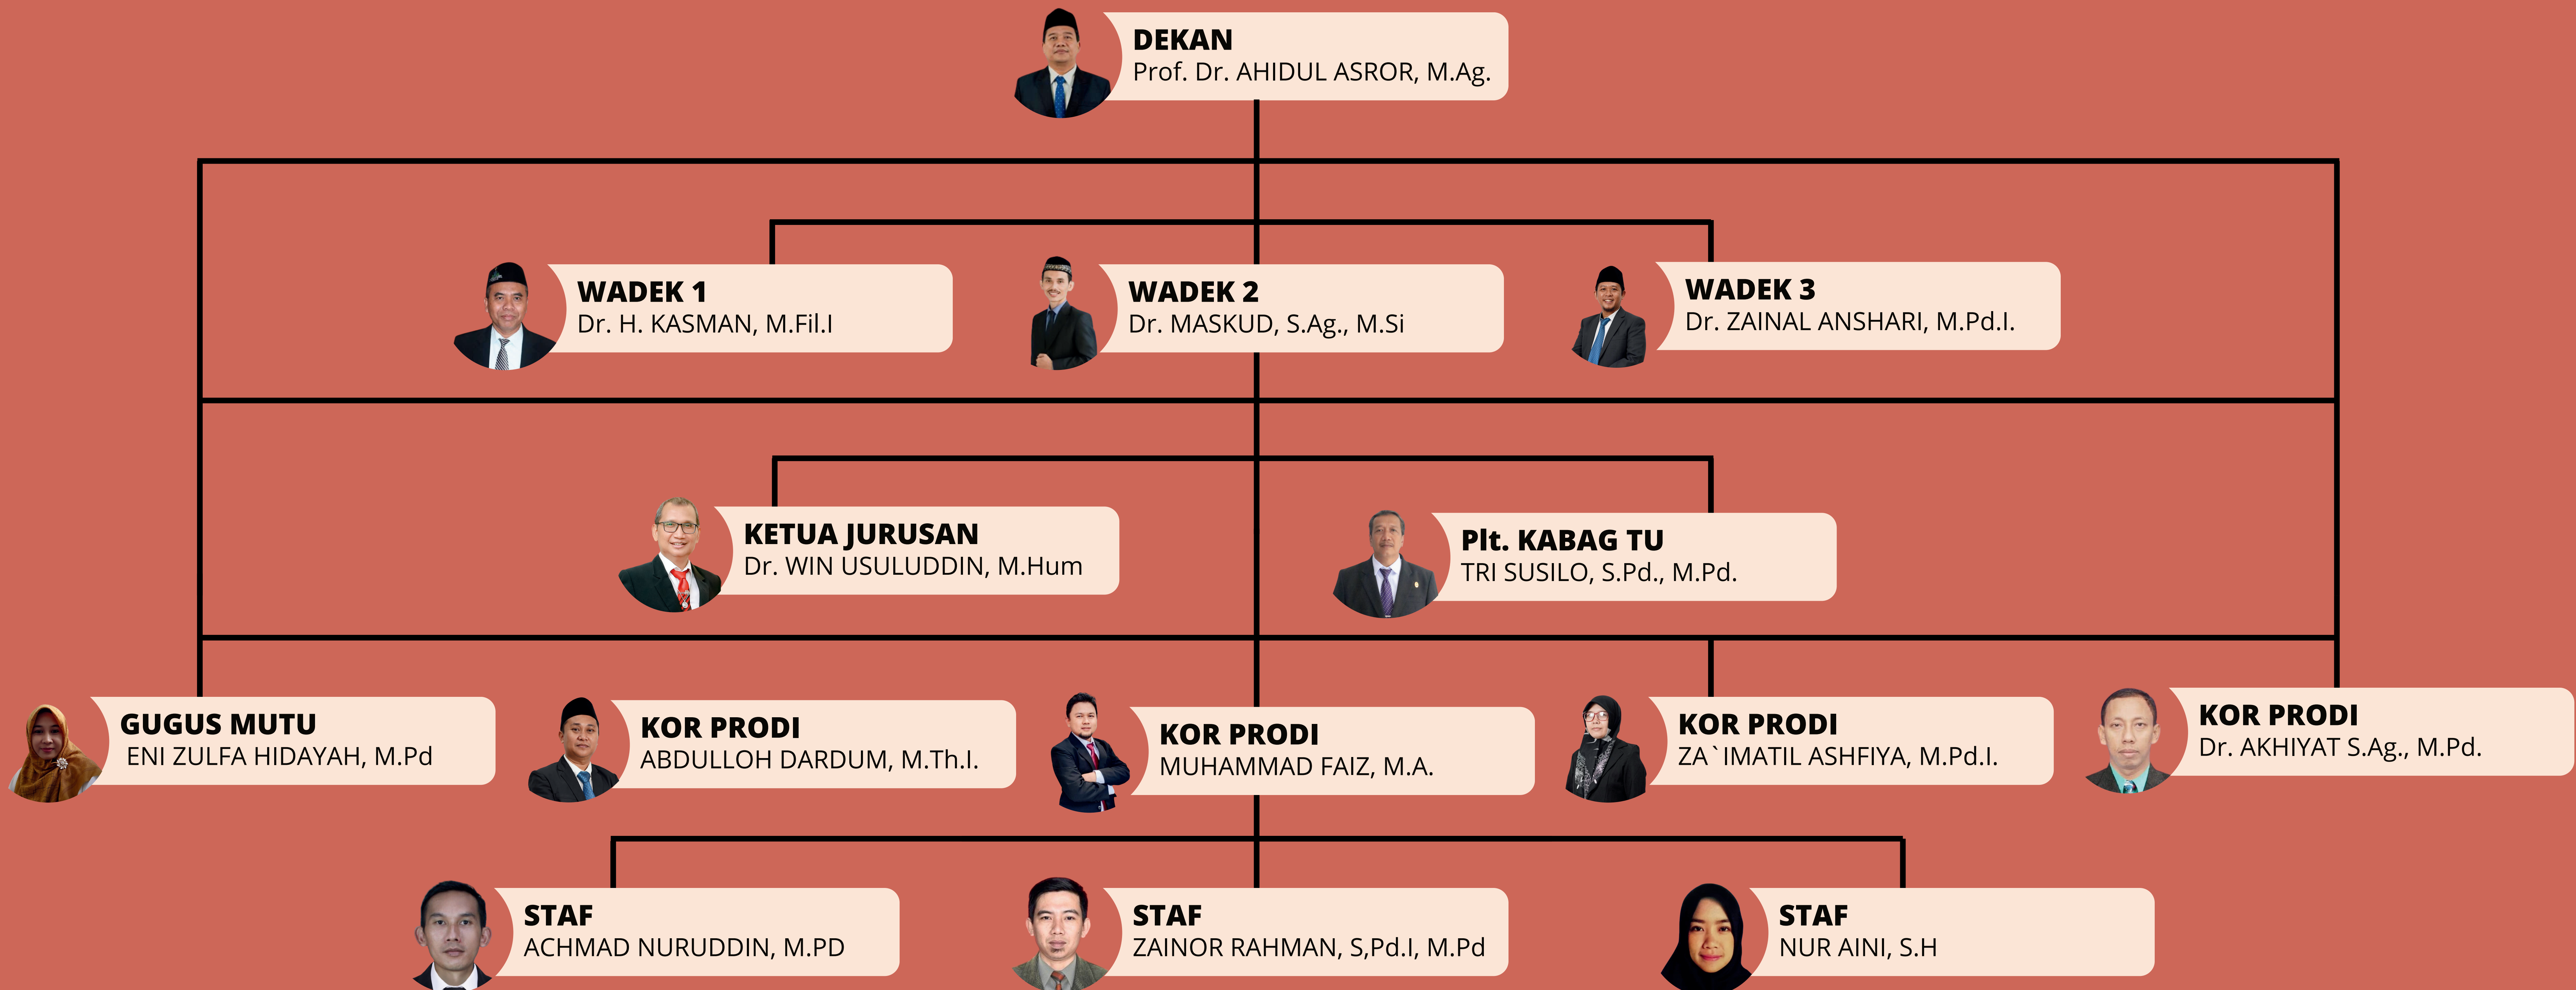 DEKAN
Prof. Dr. AHIDUL ASROR, M.Ag.
WADEK 1
Dr. H. KASMAN, M.Fil.I
WADEK 2
Dr. MASKUD, S.Ag., M.Si
WADEK 3
Dr. ZAINAL ANSHARI, M.Pd.I.
KETUA JURUSAN
Dr. WIN USULUDDIN, M.Hum
Plt. KABAG TU
TRI SUSILO, S.Pd., M.Pd.
GUGUS MUTU
ENI ZULFA HIDAYAH, M.Pd
KOR PRODI
ABDULLOH DARDUM, M.Th.I.
KOR PRODI
MUHAMMAD FAIZ, M.A.
KOR PRODI
ZA`IMATIL ASHFIYA, M.Pd.I.
KOR PRODI
Dr. AKHIYAT S.Ag., M.Pd.
STAF
ACHMAD NURUDDIN, M.PD
STAF
ZAINOR RAHMAN, S,Pd.I, M.Pd
STAF
NUR AINI, S.H